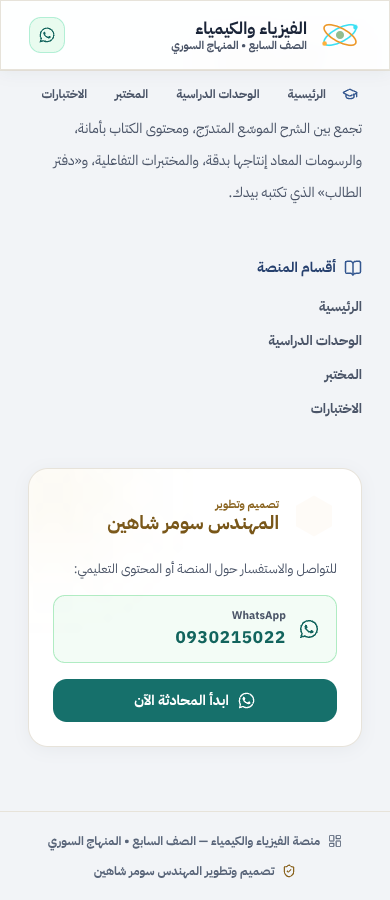 الفيزياء والكيمياء
الصف السابع • المنهاج السوري
الرئيسية
الوحدات الدراسية
المختبر
الاختبارات
تجمع بين الشرح الموسّع المتدرّج، ومحتوى الكتاب بأمانة،
والرسومات المعاد إنتاجها بدقة، والمختبرات التفاعلية، و«دفتر
الطالب» الذي تكتبه بيدك.
أقسام المنصة
الرئيسية
الوحدات الدراسية
المختبر
الاختبارات
تصميم وتطوير
المهندس سومر شاهين
للتواصل والاستفسار حول المنصة أو المحتوى التعليمي:
WhatsApp
0930215022
ابدأ المحادثة الآن
منصة الفيزياء والكيمياء — الصف السابع • المنهاج السوري
تصميم وتطوير المهندس سومر شاهين